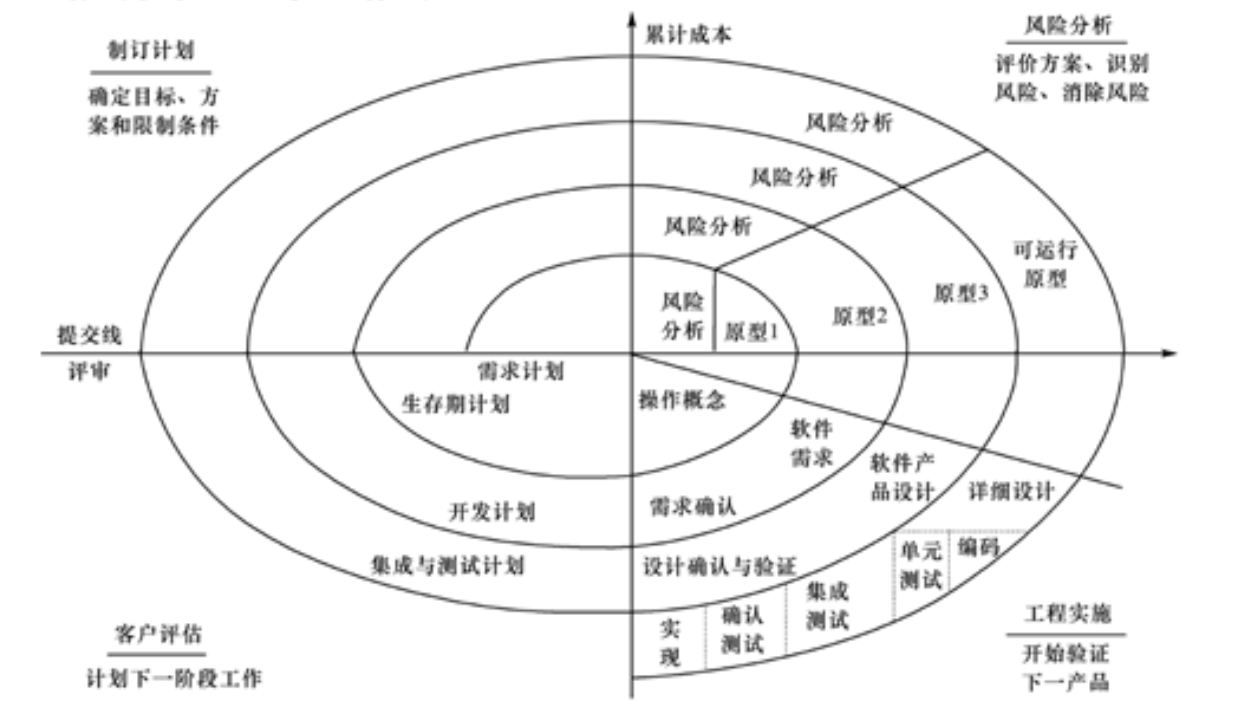 累计成本
制订计划
确定目标、方
案和限制条件
风险分析
评价方案、识别
风险、消除风险
风险分析
风险分析
风险分析
风险
分析
原型1
原型2
原型3
可运行
原型
提交线
评审
需求计划
生存期计划
开发计划
集成与测试计划
操作概念
软件
需求
软件产
品设计
详细设计
需求确认
设计确认与验证
单元
测试
编码
集成
测试
确认
测试
实
现
客户评估
计划下一阶段工作
工程实施
开始验证
下一产品